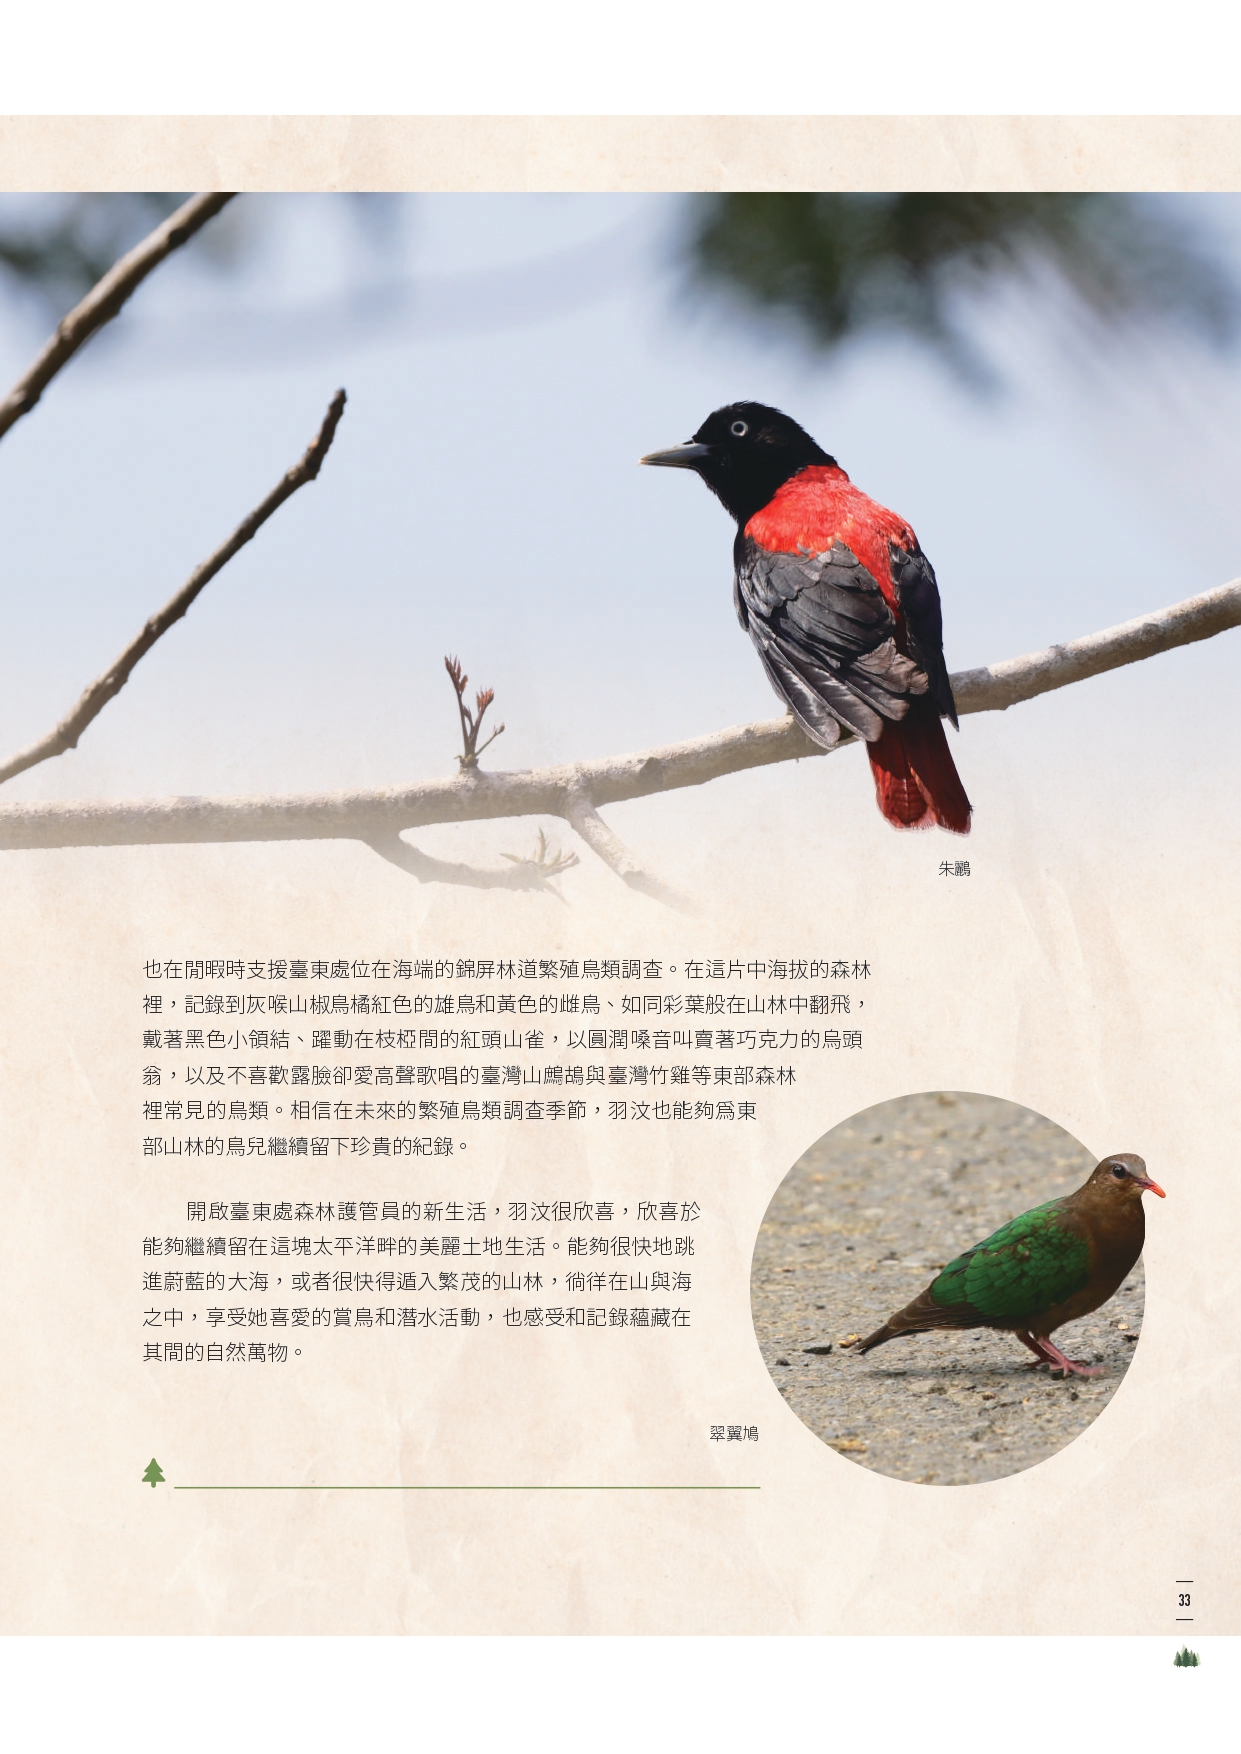 朱鸝
也在閒暇時支援臺東處位在海端的錦屏林道繁殖鳥類調查。在這片中海拔的森林
裡，記錄到灰喉山椒鳥橘紅色的雄鳥和黃色的雌鳥、如同彩葉般在山林中翻飛，
戴著黑色小領結、躍動在枝椏間的紅頭山雀，以圓潤嗓音叫賣著巧克力的烏頭
翁，以及不喜歡露臉卻愛高聲歌唱的臺灣山鷓鴣與臺灣竹雞等東部森林
裡常見的鳥類。相信在未來的繁殖鳥類調查季節，羽汶也能夠為東
部山林的鳥兒繼續留下珍貴的紀錄。
開啟臺東處森林護管員的新生活，羽汶很欣喜，欣喜於
能夠繼續留在這塊太平洋畔的美麗土地生活。能夠很快地跳
進蔚藍的大海，或者很快得遁入繁茂的山林，徜徉在山與海
之中，享受她喜愛的賞鳥和潛水活動，也感受和記錄蘊藏在
其間的自然萬物。
翠翼鳩
33